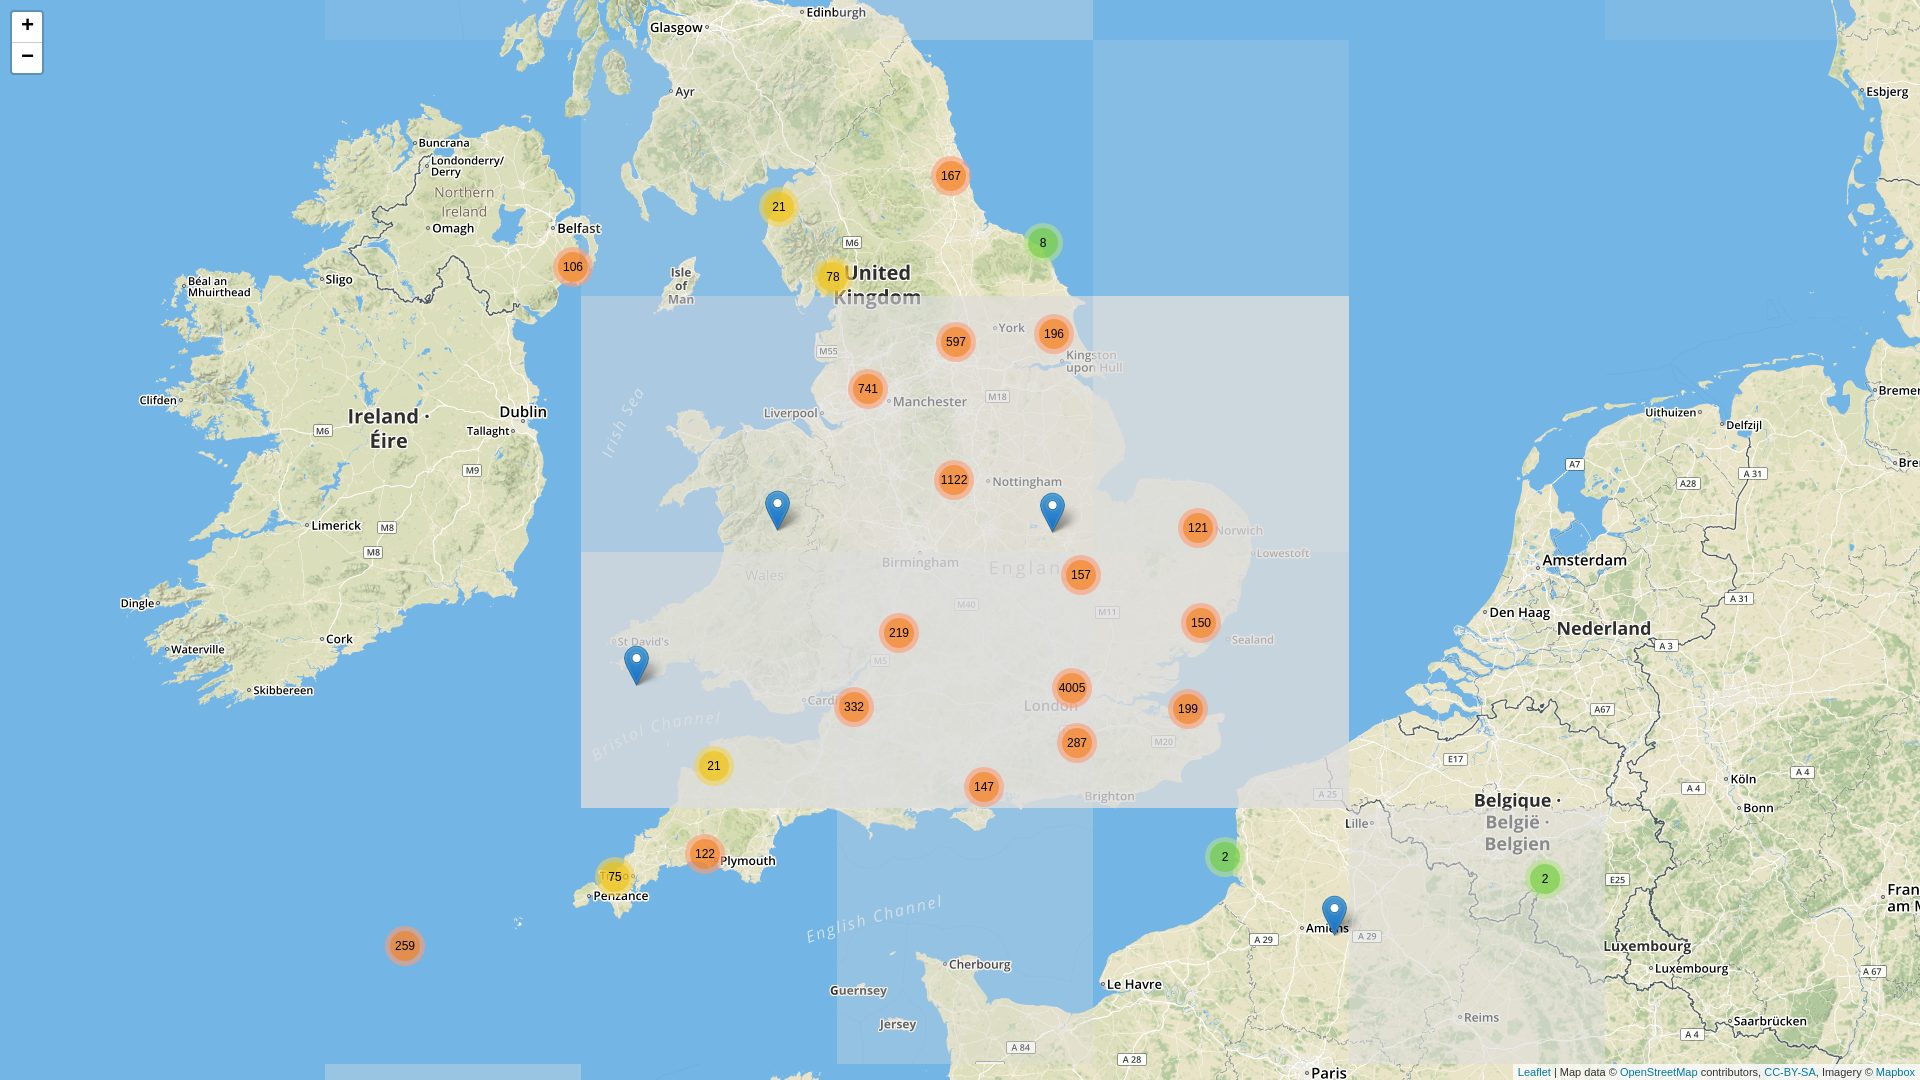 +
−
Edinburgh
Glasgow
Ayr
Esbjerg
Buncrana
Londonderry/
Derry
Northern
Ireland
167
21
Omagh
Belfast
8
M6
106
Sligo
Isle
of
Man
78
United
Kingdom
Béal an
Mhuirthead
York
196
597
M55
Kingston
upon Hull
741
M18
Clifden
Manchester
Liverpool
Dublin
Ireland ·
Éire
M6
Tallaght
Irish Sea
M9
Uithuizen
Delfzijl
A7
A 31
A28
1122
Nottingham
Limerick
M8
M8
121
Norwich
Lowestoft
Birmingham
Wales
157
Amsterdam
A 31
Dingle
M40
M11
Den Haag
219
150
Nederland
Cork
St David's
Sealand
A 3
Waterville
M5
Skibbereen
4005
332
London
199
A67
Bristol Channel
287
M20
E17
21
A 4
Köln
147
Brighton
A 25
A 4
Bonn
Belgique ·
België ·
Belgien
Lille
122
Plymouth
2
75
Penzance
2
E25
English Channel
Amiens
A 29
A 29
259
Luxembourg
Luxembourg
A 67
Cherbourg
Le Havre
Guernsey
Jersey
Reims
Saarbrücken
A 4
A 84
A 28
Paris
Leaflet | Map data © OpenStreetMap contributors, CC-BY-SA, Imagery © Mapbox